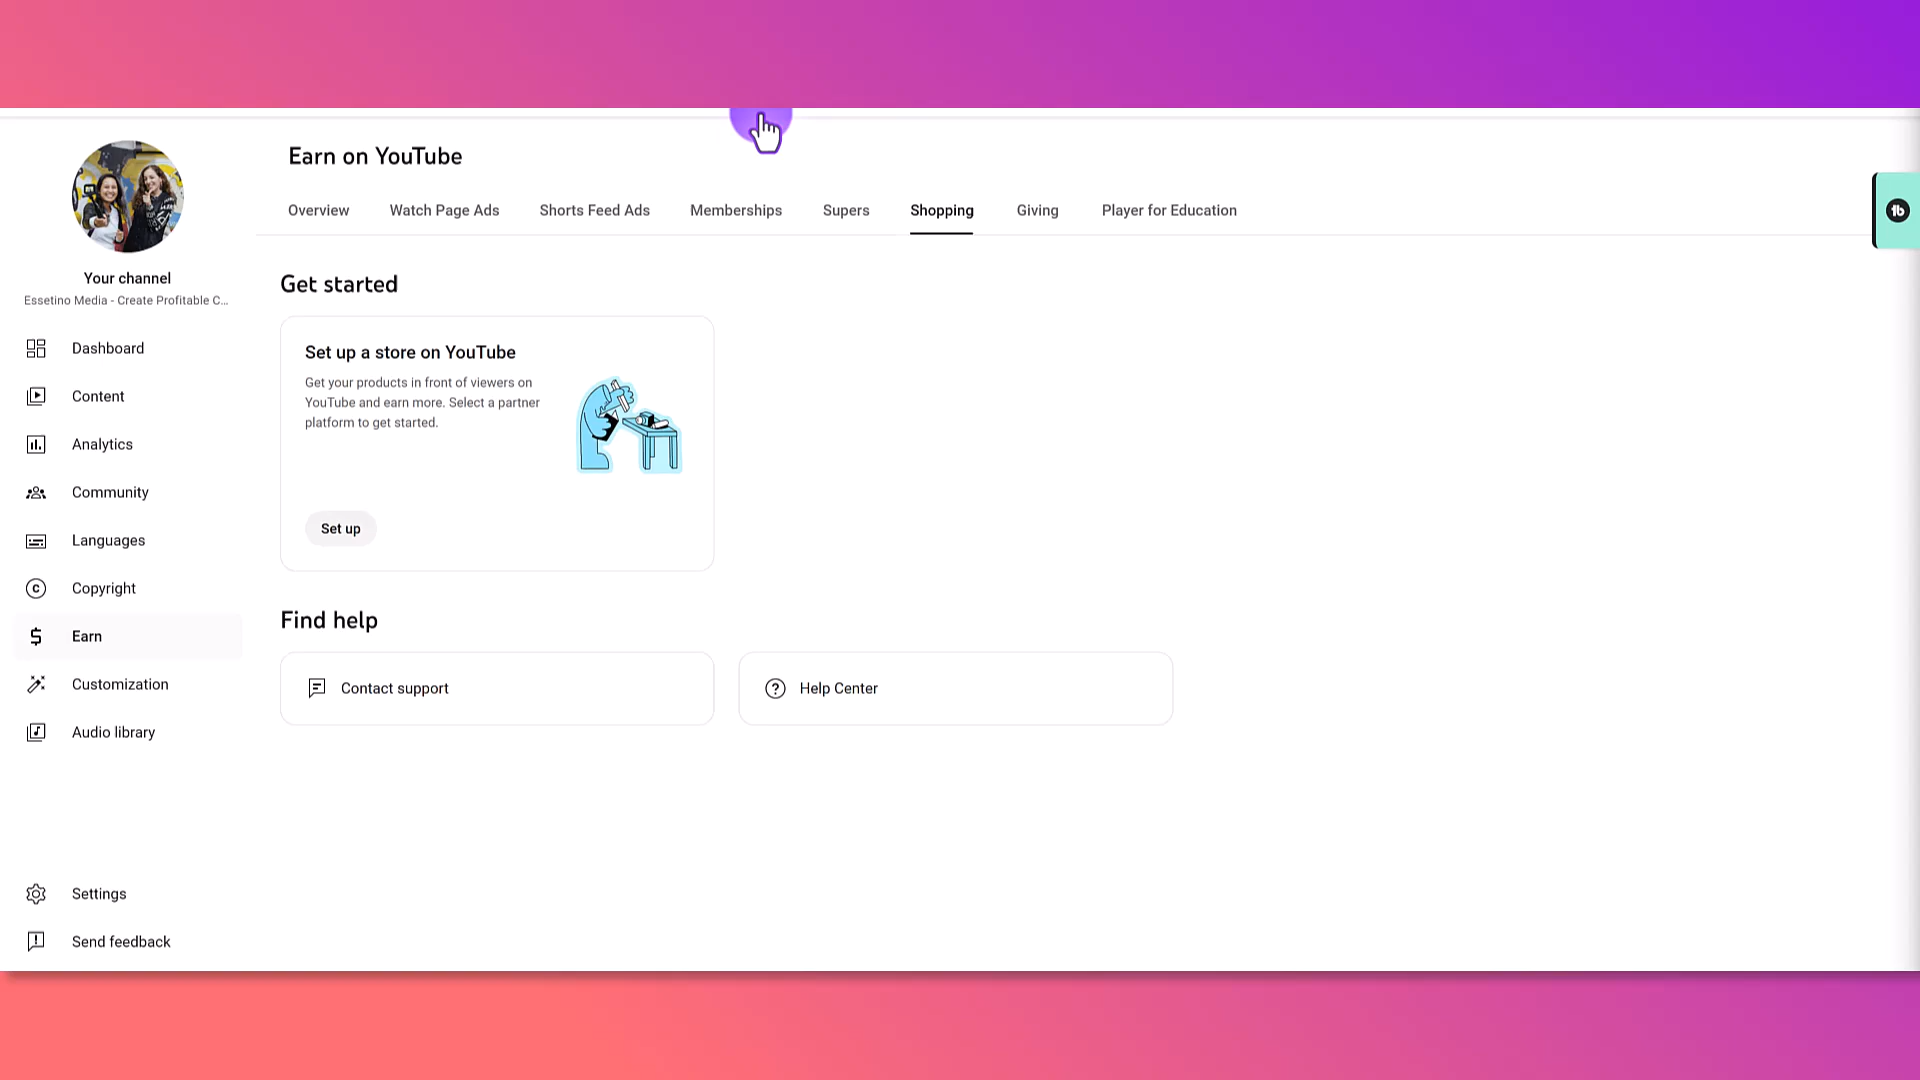 Earn on YouTube
Overview
Watch Page Ads
Shorts Feed Ads
Memberships
Supers
Shopping
Giving
Player for Education
Your channel
Essetino Media - Create Profitable C...
Dashboard
Content
Analytics
Community
Languages
Copyright
Earn
Customization
Audio library
Settings
Send feedback
Get started
Set up a store on YouTube
Get your products in front of viewers on
YouTube and earn more. Select a partner
platform to get started.
Set up
Find help
Contact support
Help Center
tb